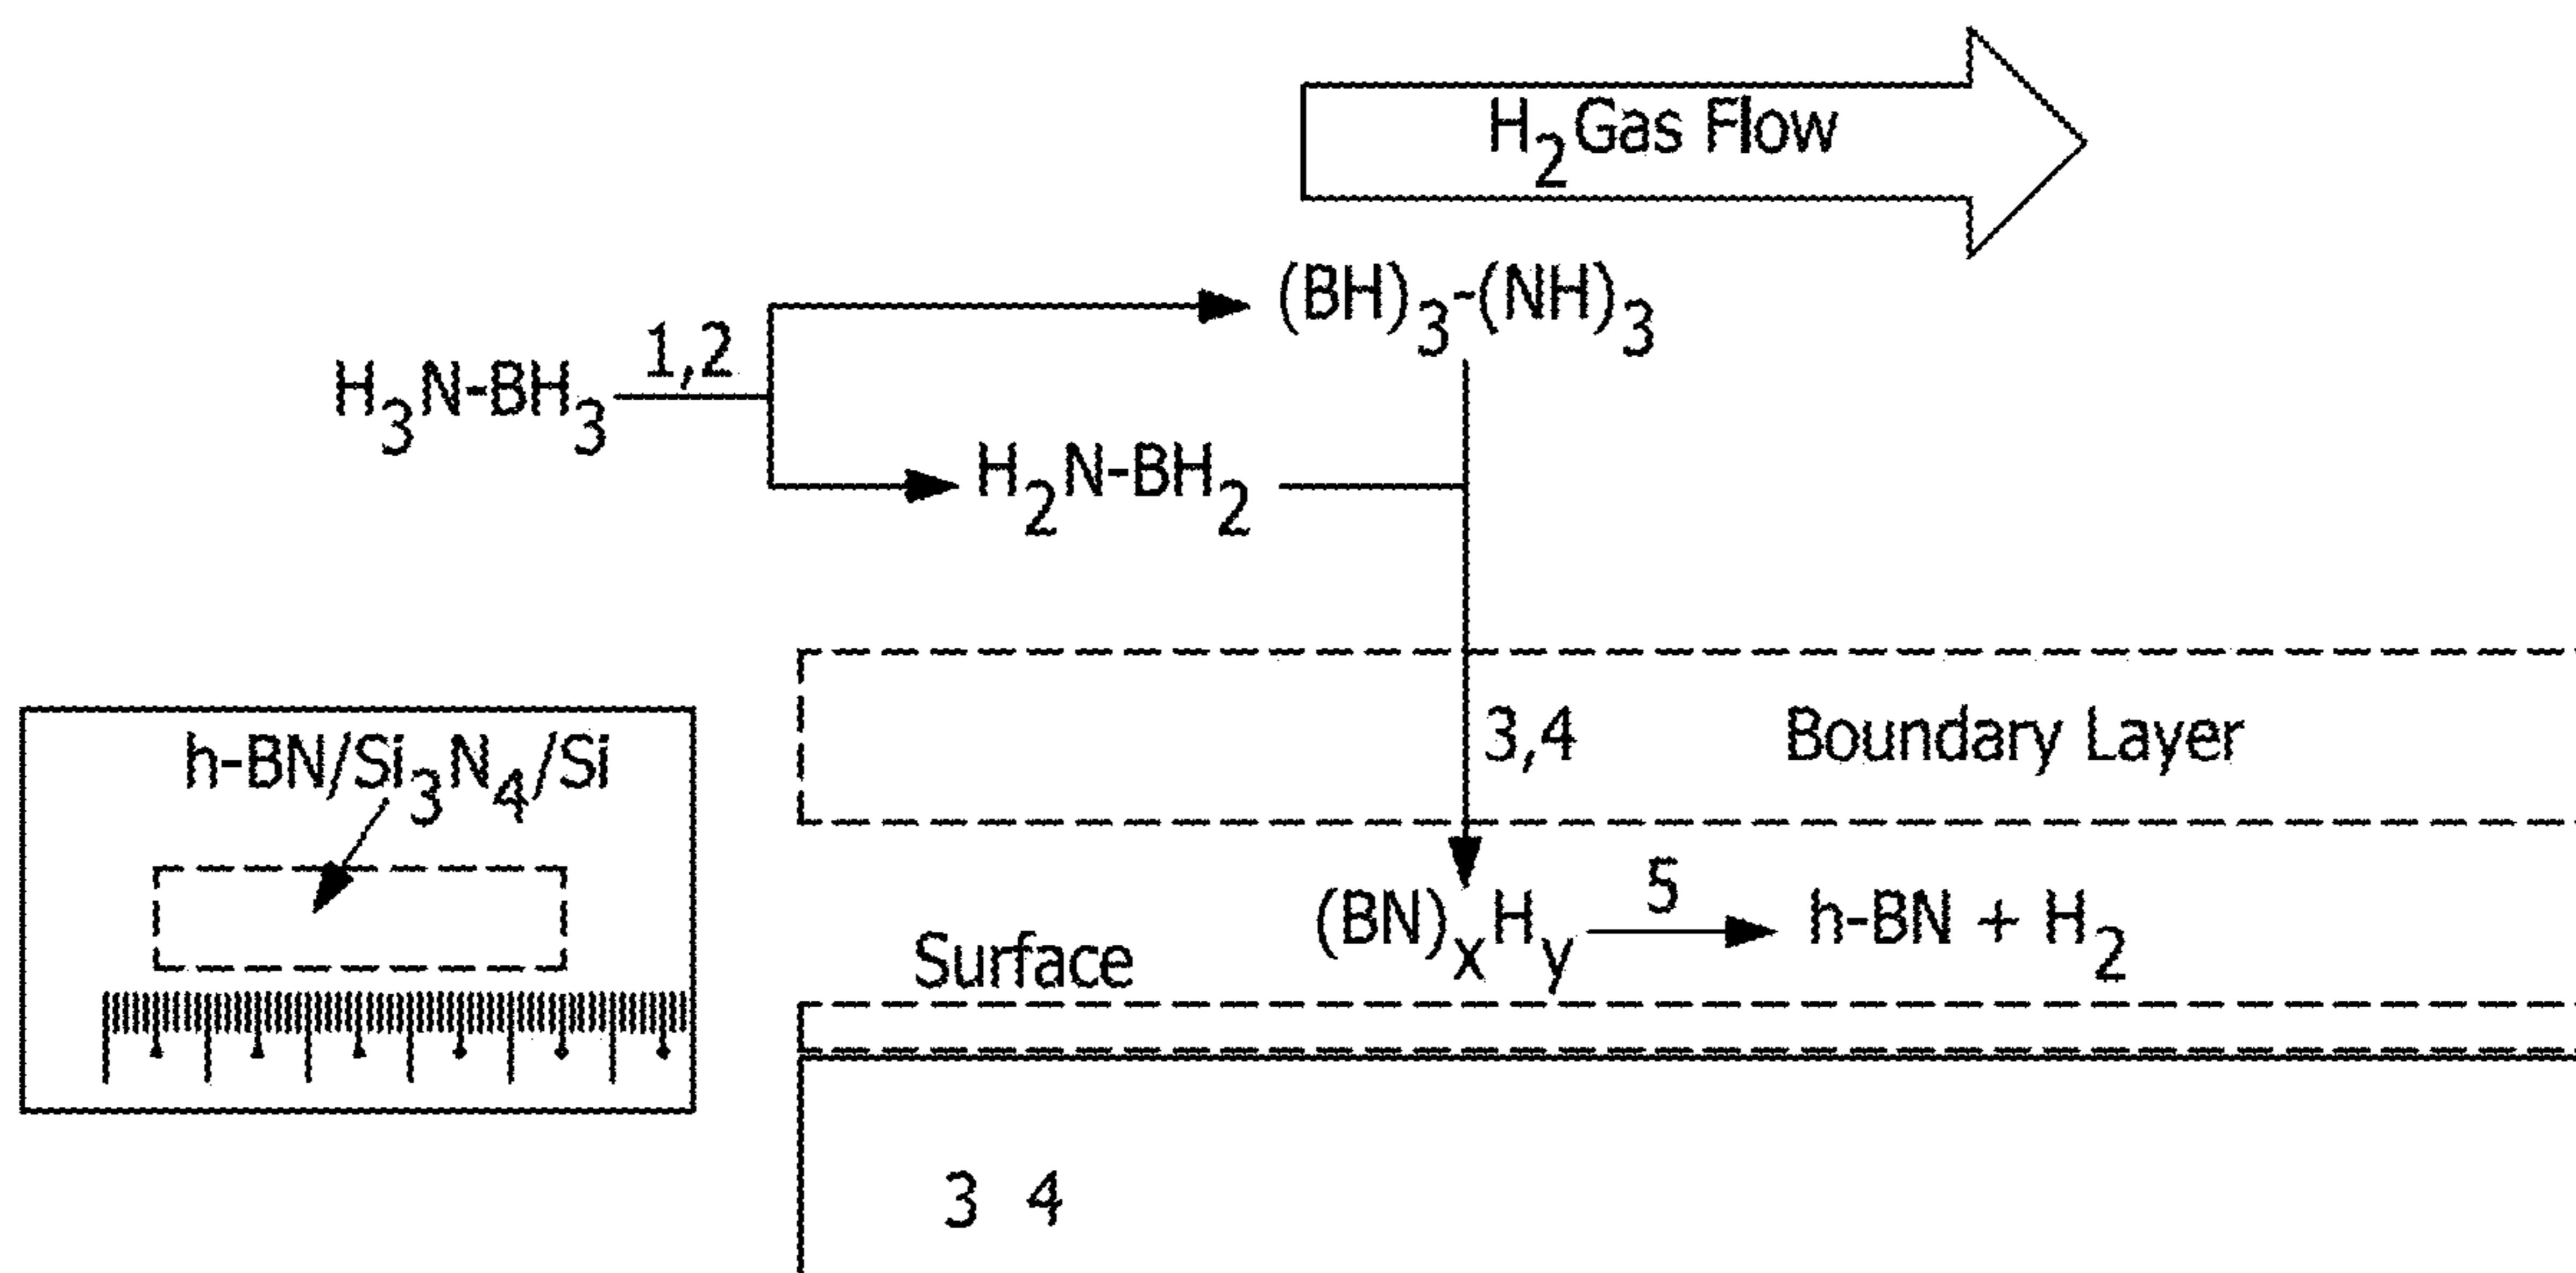 H₂Gas Flow
(BH)₃-(NH)₃
1,2
H₃N-BH₃
H₂N-BH₂
3,4
Boundary Layer
h-BN/Si₃N₄/Si
5
(BN)ₓHᵧ
h-BN + H₂
Surface
3 4